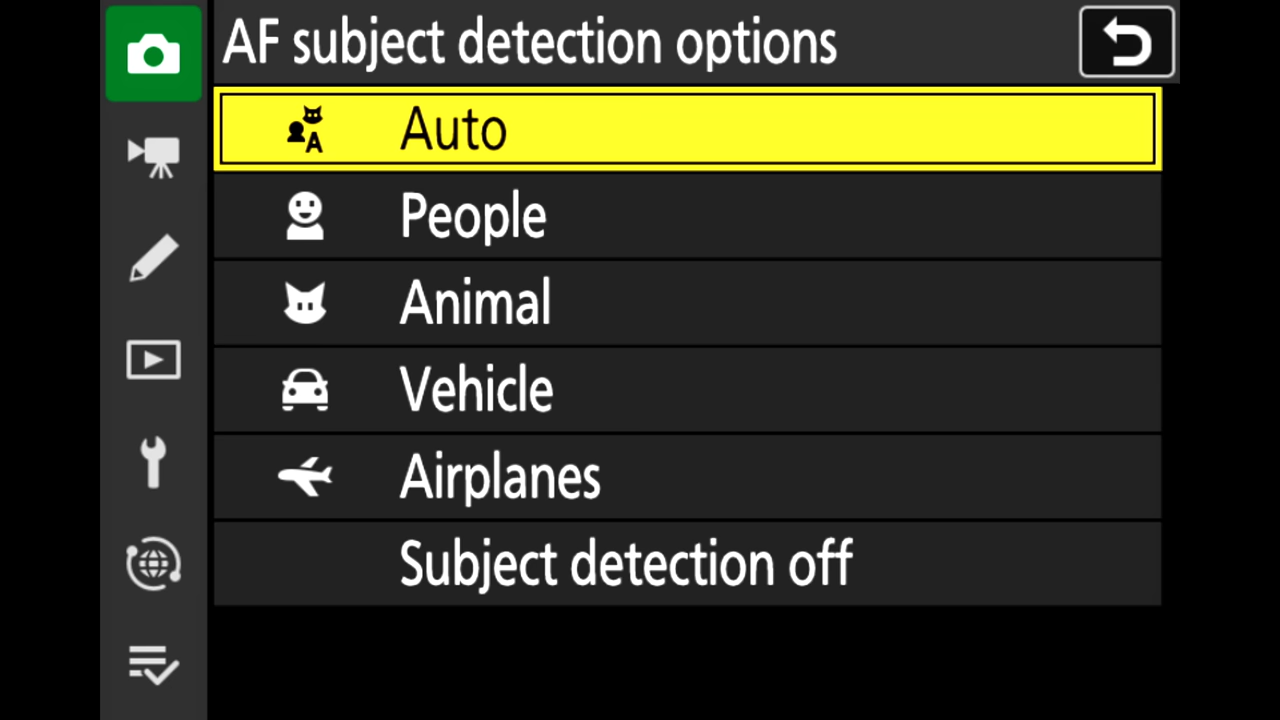 AF subject detection options
Auto
People
Animal
Vehicle
Airplanes
Subject detection off